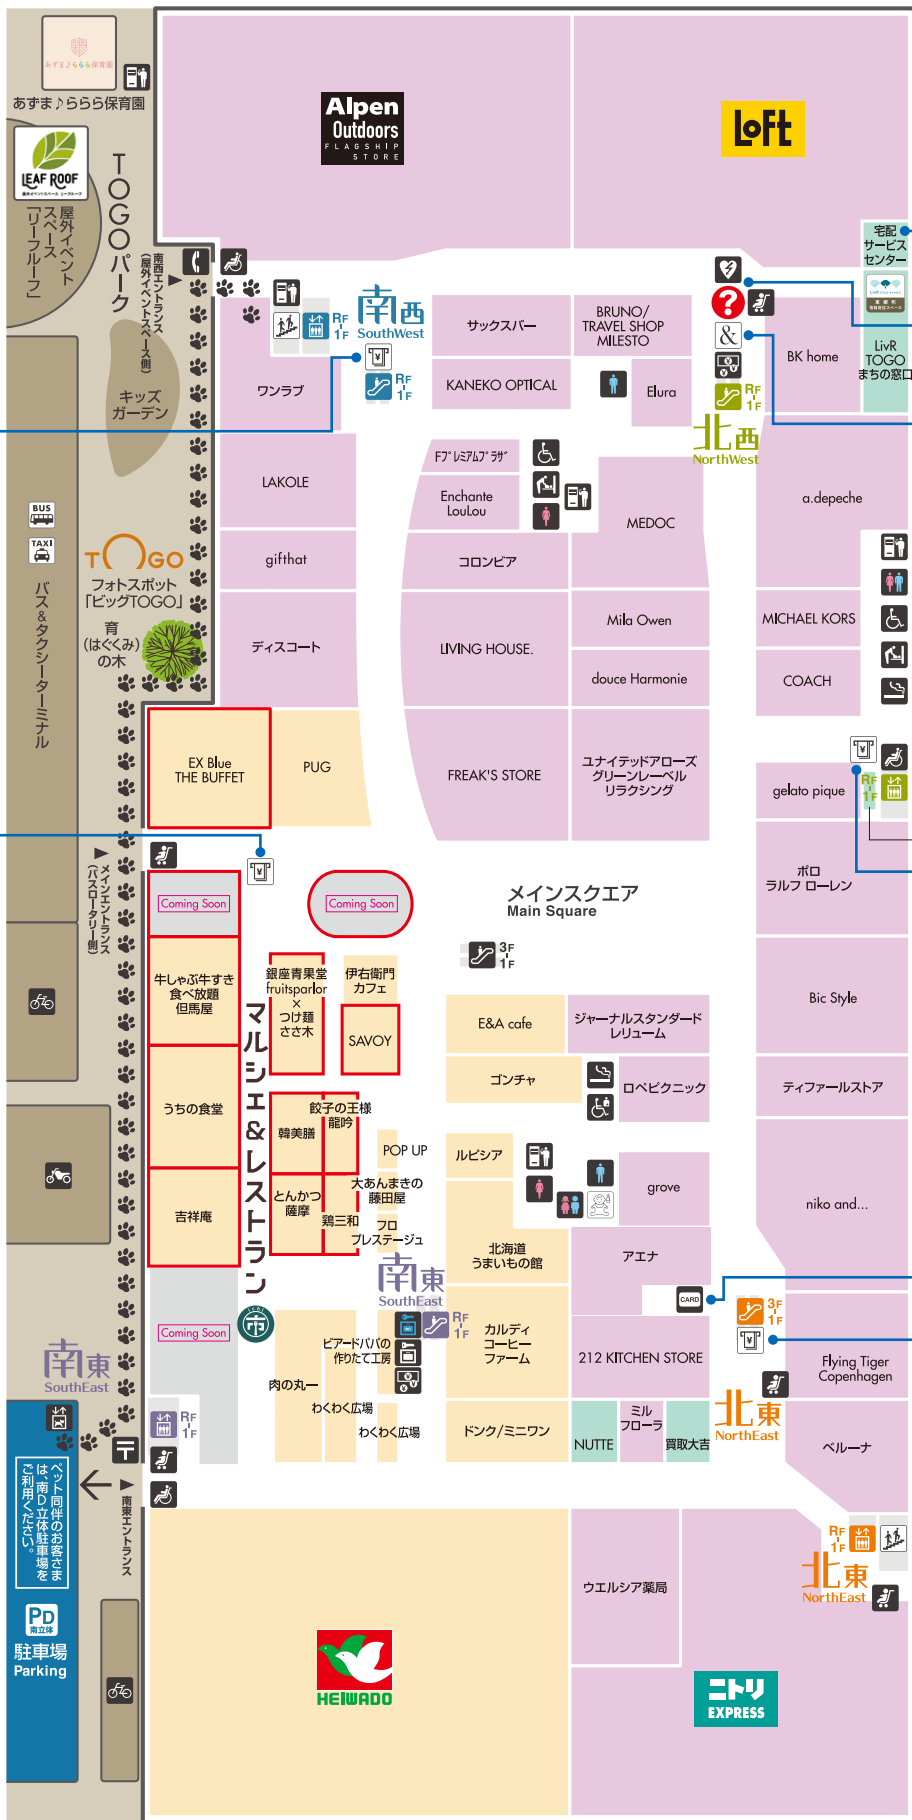 あずま♪ららら保育園
あずま♪ららら保育園
LEAF ROOF
屋外イベント
スペース
「リーフルーフ」
TOGOパーク
南西エントランス
(屋外イベントスペース側)
キッズ
ガーデン
BUS
TAXI
バス&タクシーターミナル
TOGO
フォトスポット
「ビッグTOGO」
育
(はぐくみ)
の木
メインエントランス
(バスロータリー側)
Alpen
Outdoors
FLAGSHIP
STORE
LOFT
宅配
サービス
センター
LivR
TOGO
まちの窓口
RF
1F
南西
SouthWest
RF
1F
ワンラブ
サックスバー
BRUNO/
TRAVEL SHOP
MILESTO
KANEKO OPTICAL
Elura
?
&
BK home
RF
1F
北西
NorthWest
LAKOLE
Fプレミアムプラザ
Enchante
LouLou
MEDOC
a.depeche
gifthat
コロンビア
ディスコート
LIVING HOUSE.
Mila Owen
MICHAEL KORS
douce Harmonie
COACH
EX Blue
THE BUFFET
PUG
FREAK'S STORE
ユナイテッドアローズ
グリーンレーベル
リラクシング
gelato pique
RF
1F
ポロ
ラルフ ローレン
Coming Soon
Coming Soon
メインスクエア
Main Square
3F
1F
牛しゃぶ牛すき
食べ放題
但馬屋
マルシェ&レストラン
銀座青果堂
fruitsparlor
×
つけ麺
ささ木
伊右衛門
カフェ
SAVOY
E&A cafe
ジャーナルスタンダード
レリューム
Bic Style
うちの食堂
ゴンチャ
ロペピクニック
ティファールストア
韓美膳
餃子の王様
龍吟
POP UP
ルピシア
吉祥庵
とんかつ
薩摩
鶏三和
大あんまきの
藤田屋
フロ
プレステージュ
grove
niko and...
北海道
うまいもの館
アエナ
南東
SouthEast
RF
1F
Coming Soon
市
ビアードパパの
作りたて工房
カルディ
コーヒー
ファーム
CARD
212 KITCHEN STORE
3F
1F
Flying Tiger
Copenhagen
南東
SouthEast
肉の丸一
わくわく広場
わくわく広場
ドンク/ミニワン
NUTTE
ミル
フローラ
買取大吉
北東
NorthEast
ベルーナ
RF
1F
〒
南東エントランス
ペット同伴のお客さま
は、南D立体駐車場を
ご利用ください。
PD
南立体
駐車場
Parking
HEIWADO
ウエルシア薬局
ニトリ
EXPRESS
RF
1F
北東
NorthEast